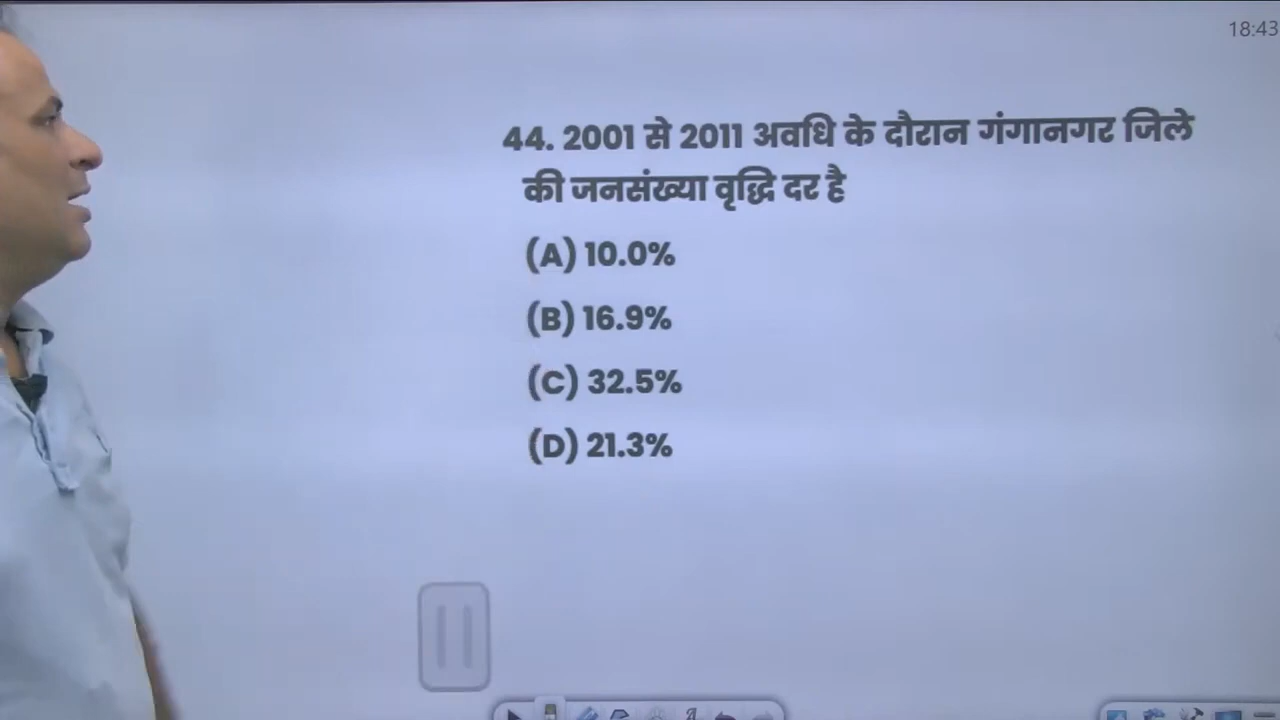 18:43
44. 2001 से 2011 अवधि के दौरान गंगानगर जिले
की जनसंख्या वृद्धि दर है
(A) 10.0%
(B) 16.9%
(C) 32.5%
(D) 21.3%